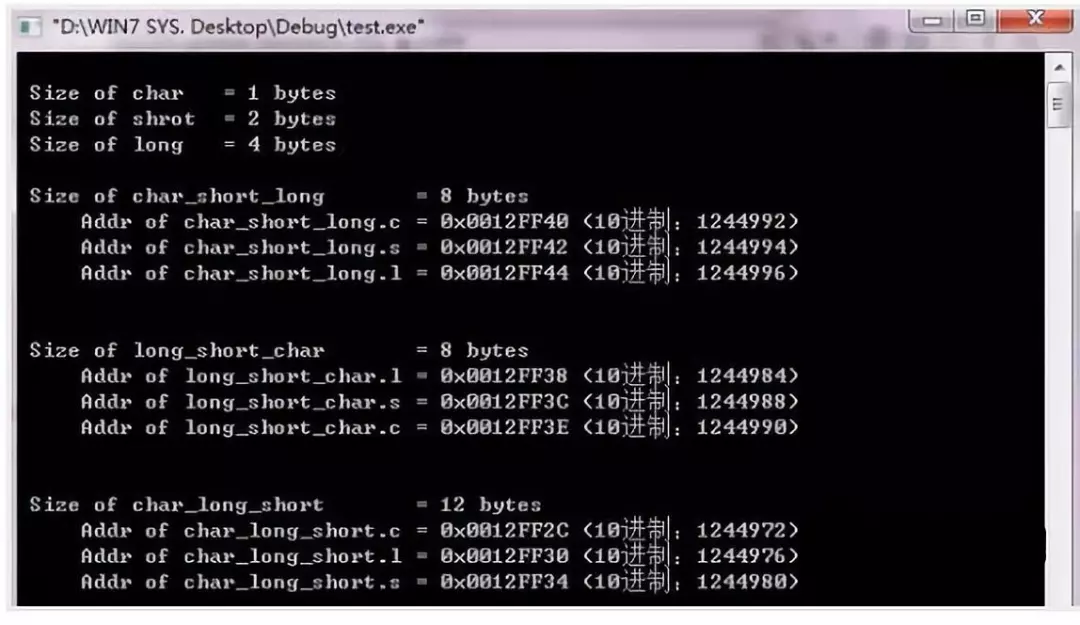 "D:\WIN7 SYS. Desktop\Debug\test.exe"
Size of char = 1 bytes
Size of shrot = 2 bytes
Size of long = 4 bytes
Size of char_short_long = 8 bytes
Addr of char_short_long.c = 0x0012FF40 (10进制: 1244992)
Addr of char_short_long.s = 0x0012FF42 (10进制: 1244994)
Addr of char_short_long.l = 0x0012FF44 (10进制: 1244996)
Size of long_short_char = 8 bytes
Addr of long_short_char.l = 0x0012FF38 (10进制: 1244984)
Addr of long_short_char.s = 0x0012FF3C (10进制: 1244988)
Addr of long_short_char.c = 0x0012FF3E (10进制: 1244990)
Size of char_long_short = 12 bytes
Addr of char_long_short.c = 0x0012FF2C (10进制: 1244972)
Addr of char_long_short.l = 0x0012FF30 (10进制: 1244976)
Addr of char_long_short.s = 0x0012FF34 (10进制: 1244980)